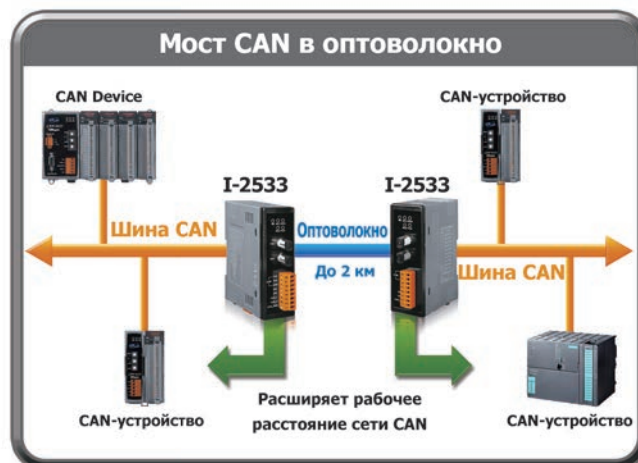 Мост CAN в оптоволокно
CAN Device
CAN-устройство
I-2533
I-2533
Шина CAN
Оптоволокно
До 2 км
Шина CAN
CAN-устройство
Расширяет рабочее
расстояние сети CAN
CAN-устройство